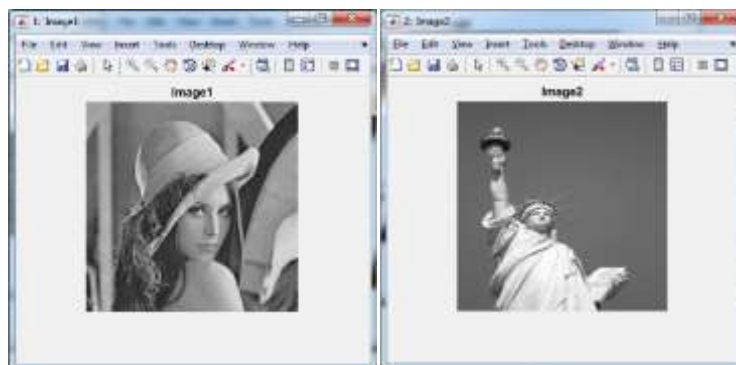 1: Image1
File Edit View Insert Tools Desktop Window Help
Image1
2: Image2
File Edit View Insert Tools Desktop Window Help
Image2